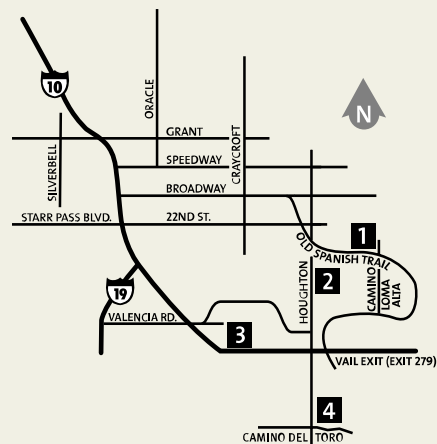 ORACLE
10
N
GRANT
SILVERBELL
CRAYCROFT
SPEEDWAY
BROADWAY
STARR PASS BLVD.
22ND ST.
1
OLD SPANISH TRAIL
HOUGHTON
2
CAMINO
LOMA
ALTA
19
VALENCIA RD.
3
VAIL EXIT (EXIT 279)
4
CAMINO DEL TORO